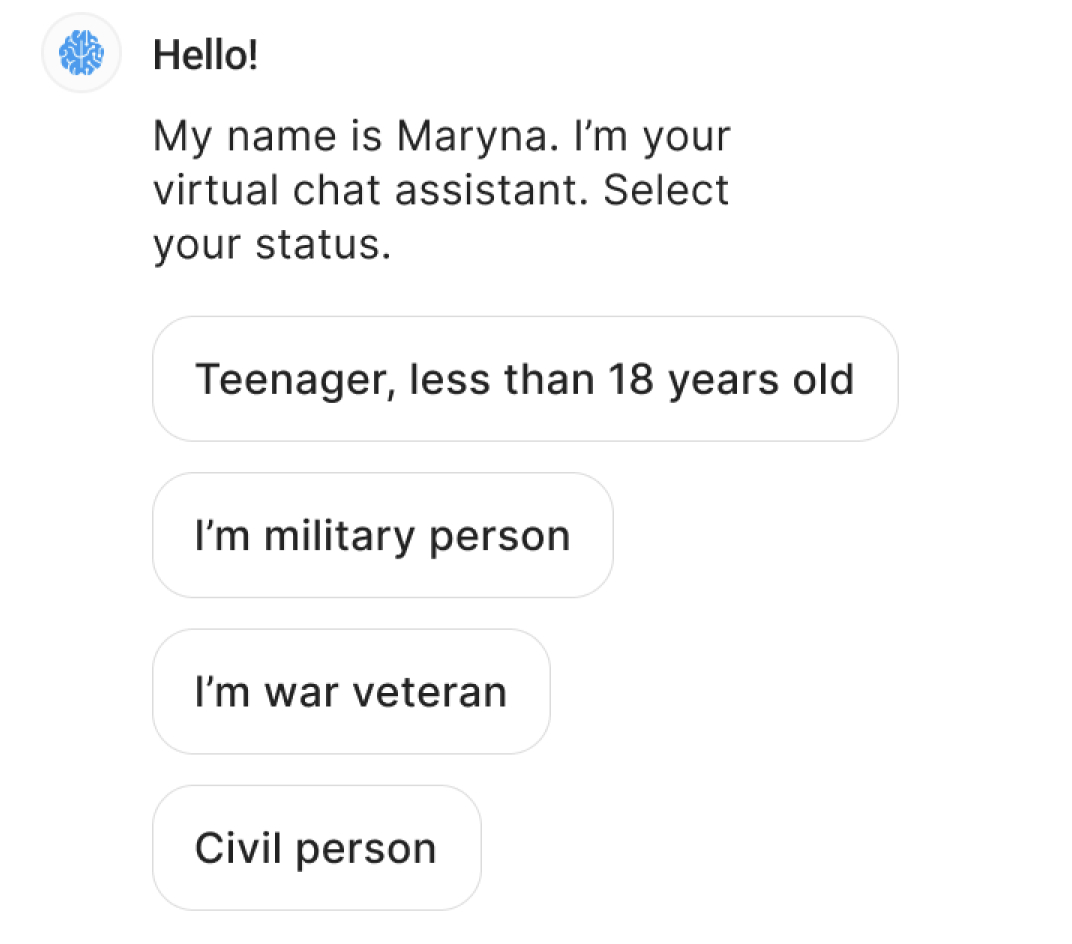 Hello!
My name is Maryna. I’m your
virtual chat assistant. Select
your status.
Teenager, less than 18 years old
I’m military person
I’m war veteran
Civil person